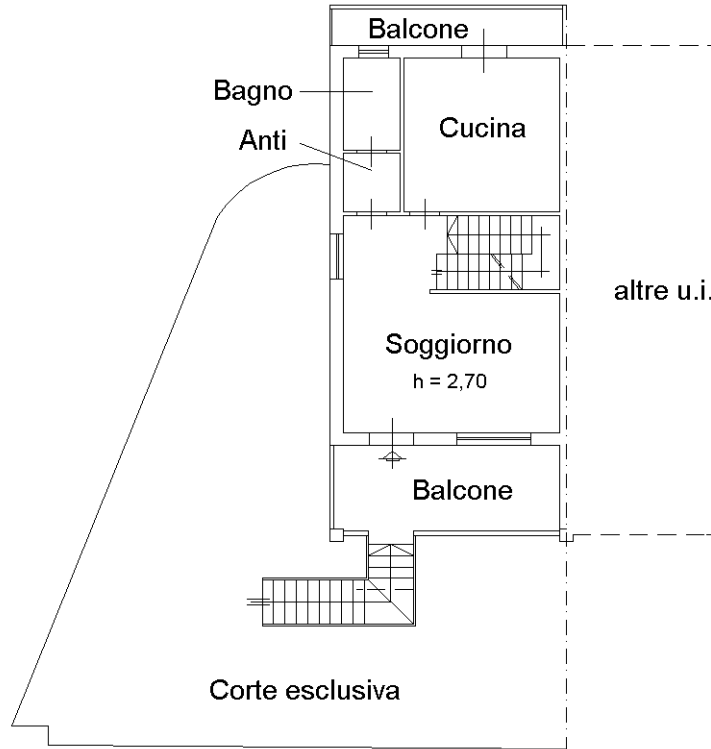 Balcone
Bagno
Cucina
Anti
altre u.i.
Soggiorno
h = 2,70
Balcone
Corte esclusiva